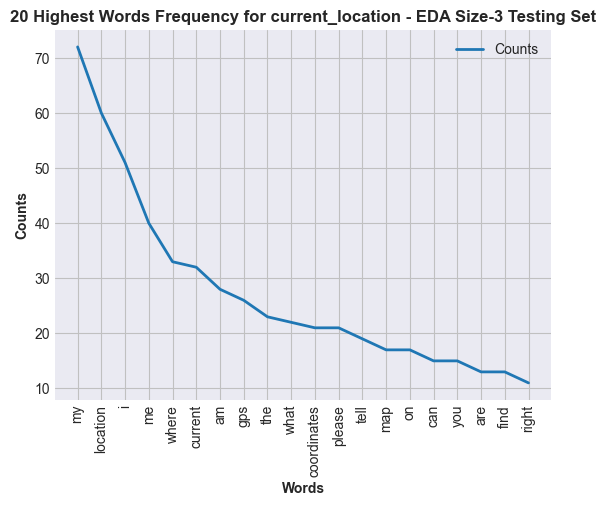 20 Highest Words Frequency for current_location - EDA Size-3 Testing Set
Counts
70
60
50
40
30
20
10
Counts
my
location
i
me
where
current
am
gps
the
what
coordinates
please
tell
map
on
can
you
are
find
right
Words